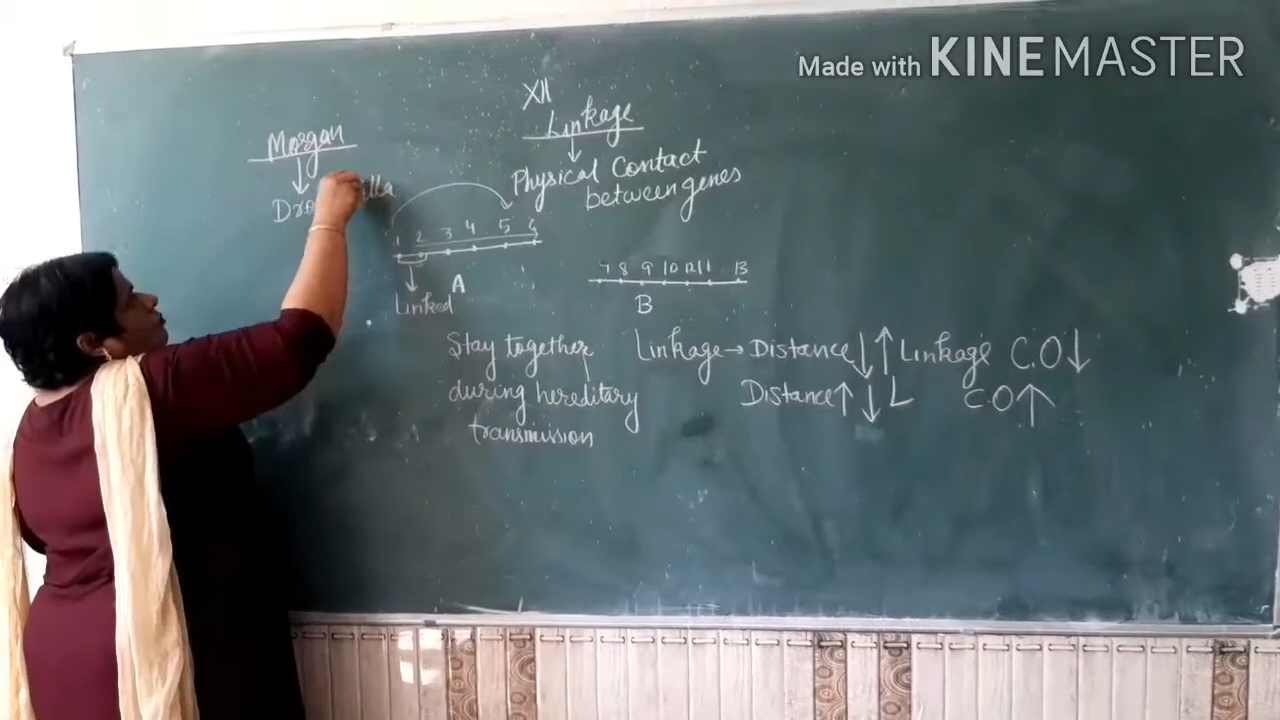 Made with KINEMASTER
XII
Linkage
Morgan
Physical Contact
between genes
1 2 3 4 5 6
7 8 9 10 12 11 13
A
B
Linked
Stay together
during hereditary
transmission
Linkage → Distance ↓ ↑ Linkage C.O ↓
Distance ↑ ↓ L C.O ↑